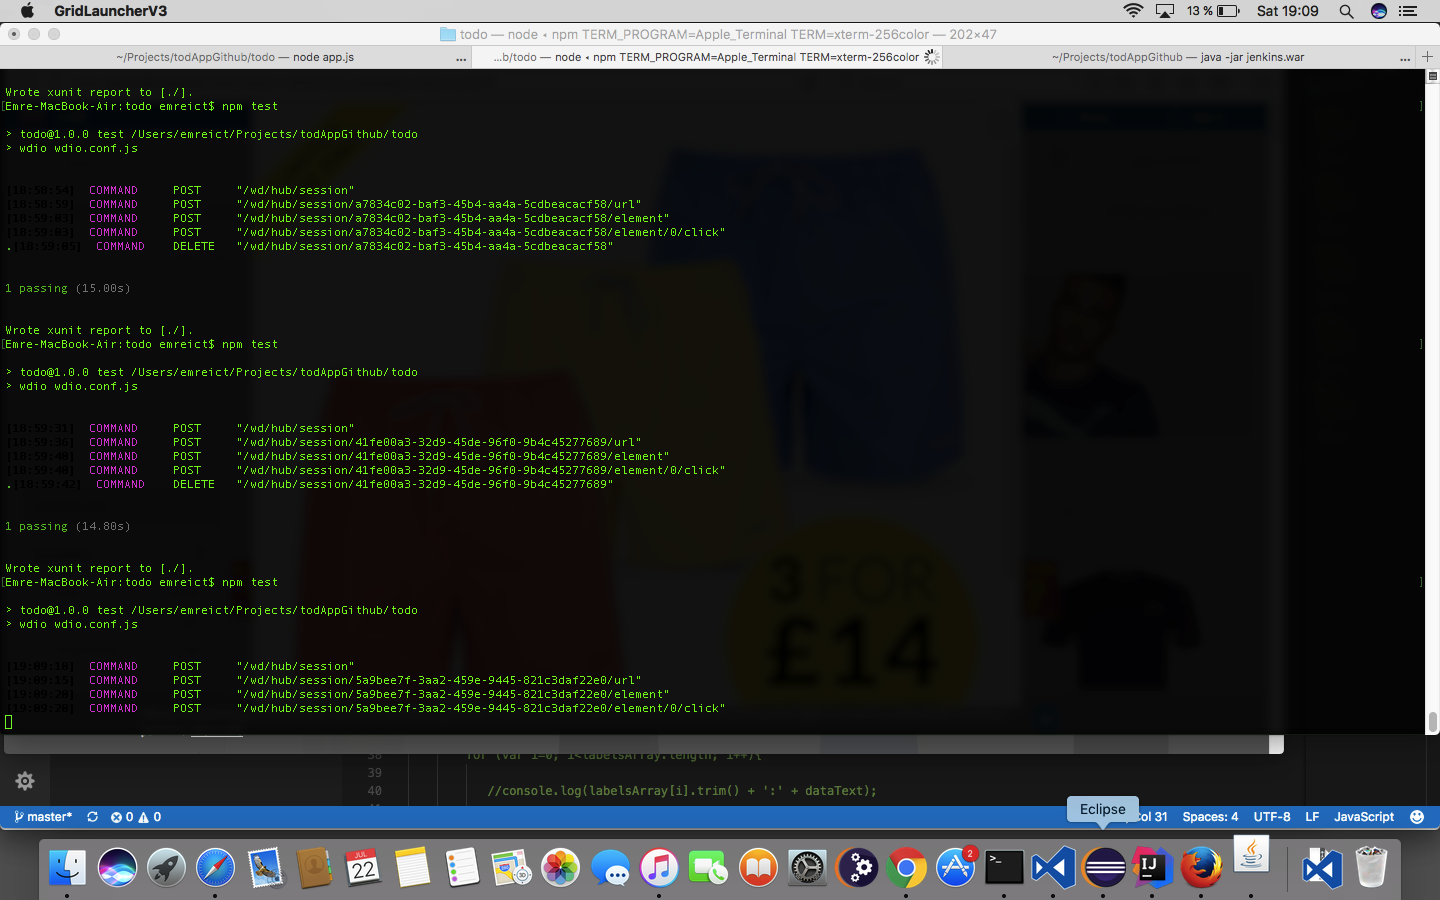 GridLauncherV3
13 %
Sat 19:09
todo — node ◂ npm TERM_PROGRAM=Apple_Terminal TERM=xterm-256color — 202×47
~/Projects/todAppGithub/todo — node app.js
...
...b/todo — node ◂ npm TERM_PROGRAM=Apple_Terminal TERM=xterm-256color
~/Projects/todAppGithub — java -jar jenkins.war
...
+
Wrote xunit report to [./].
[Emre-MacBook-Air:todo emreict$ npm test ]
> todo@1.0.0 test /Users/emreict/Projects/todAppGithub/todo
> wdio wdio.conf.js
[18:58:54] COMMAND POST "/wd/hub/session"
[18:58:59] COMMAND POST "/wd/hub/session/a7834c02-baf3-45b4-aa4a-5cdbeacacf58/url"
[18:59:03] COMMAND POST "/wd/hub/session/a7834c02-baf3-45b4-aa4a-5cdbeacacf58/element"
[18:59:03] COMMAND POST "/wd/hub/session/a7834c02-baf3-45b4-aa4a-5cdbeacacf58/element/0/click"
.[18:59:05] COMMAND DELETE "/wd/hub/session/a7834c02-baf3-45b4-aa4a-5cdbeacacf58"
1 passing (15.00s)
Wrote xunit report to [./].
[Emre-MacBook-Air:todo emreict$ npm test ]
> todo@1.0.0 test /Users/emreict/Projects/todAppGithub/todo
> wdio wdio.conf.js
[18:59:31] COMMAND POST "/wd/hub/session"
[18:59:36] COMMAND POST "/wd/hub/session/41fe00a3-32d9-45de-96f0-9b4c45277689/url"
[18:59:40] COMMAND POST "/wd/hub/session/41fe00a3-32d9-45de-96f0-9b4c45277689/element"
[18:59:40] COMMAND POST "/wd/hub/session/41fe00a3-32d9-45de-96f0-9b4c45277689/element/0/click"
.[18:59:42] COMMAND DELETE "/wd/hub/session/41fe00a3-32d9-45de-96f0-9b4c45277689"
1 passing (14.80s)
Wrote xunit report to [./].
[Emre-MacBook-Air:todo emreict$ npm test ]
> todo@1.0.0 test /Users/emreict/Projects/todAppGithub/todo
> wdio wdio.conf.js
[19:09:10] COMMAND POST "/wd/hub/session"
[19:09:15] COMMAND POST "/wd/hub/session/5a9bee7f-3aa2-459e-9445-821c3daf22e0/url"
[19:09:20] COMMAND POST "/wd/hub/session/5a9bee7f-3aa2-459e-9445-821c3daf22e0/element"
[19:09:20] COMMAND POST "/wd/hub/session/5a9bee7f-3aa2-459e-9445-821c3daf22e0/element/0/click"
3 FOR
£14
38 for (var i=0; i<labelsArray.length; i++){
39
40 //console.log(labelsArray[i].trim() + ':' + dataText);
master*
0
0
Eclipse
Col 31
Spaces: 4
UTF-8
LF
JavaScript
JUL
22
2
>_
IJ